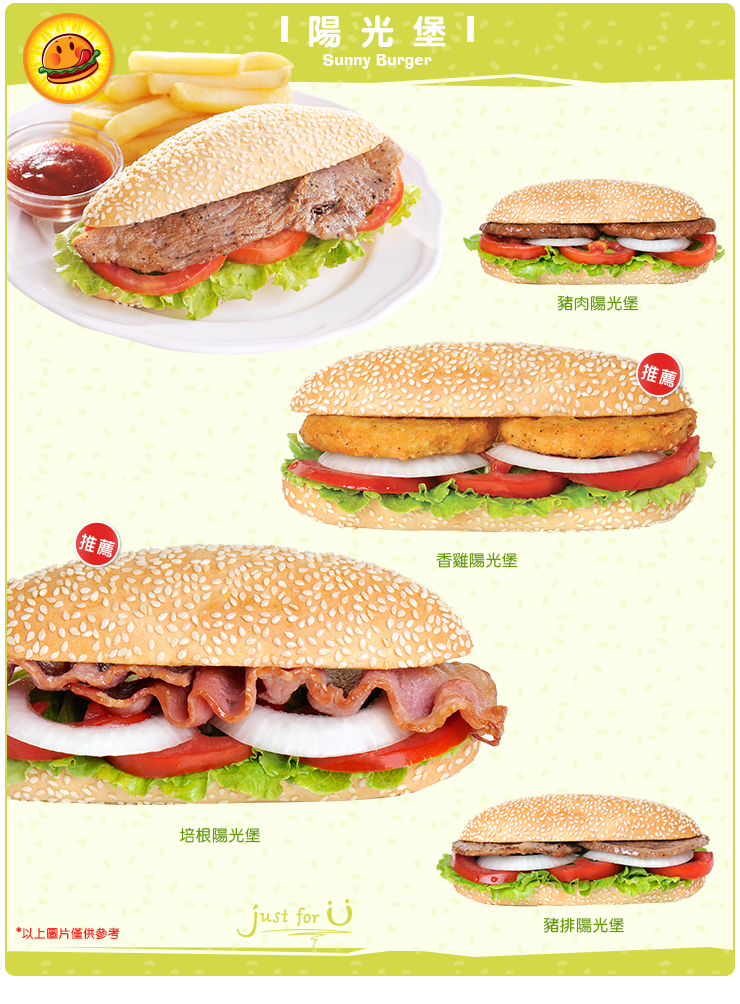 陽光堡
Sunny Burger
豬肉陽光堡
推薦
香雞陽光堡
推薦
培根陽光堡
豬排陽光堡
just for U
*以上圖片僅供參考